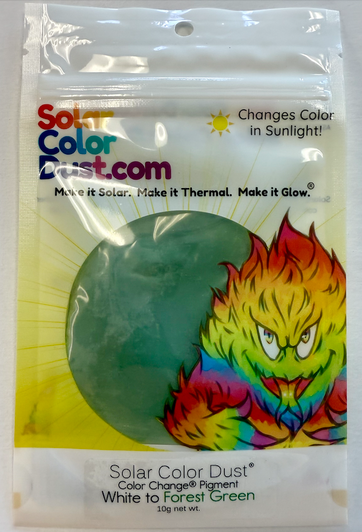 Solar
Color
Dust.com
Changes Color
in Sunlight!
Make it Solar. Make it Thermal. Make it Glow.®
Solar Color Dust®
Color Change® Pigment
White to Forest Green
10g net wt.